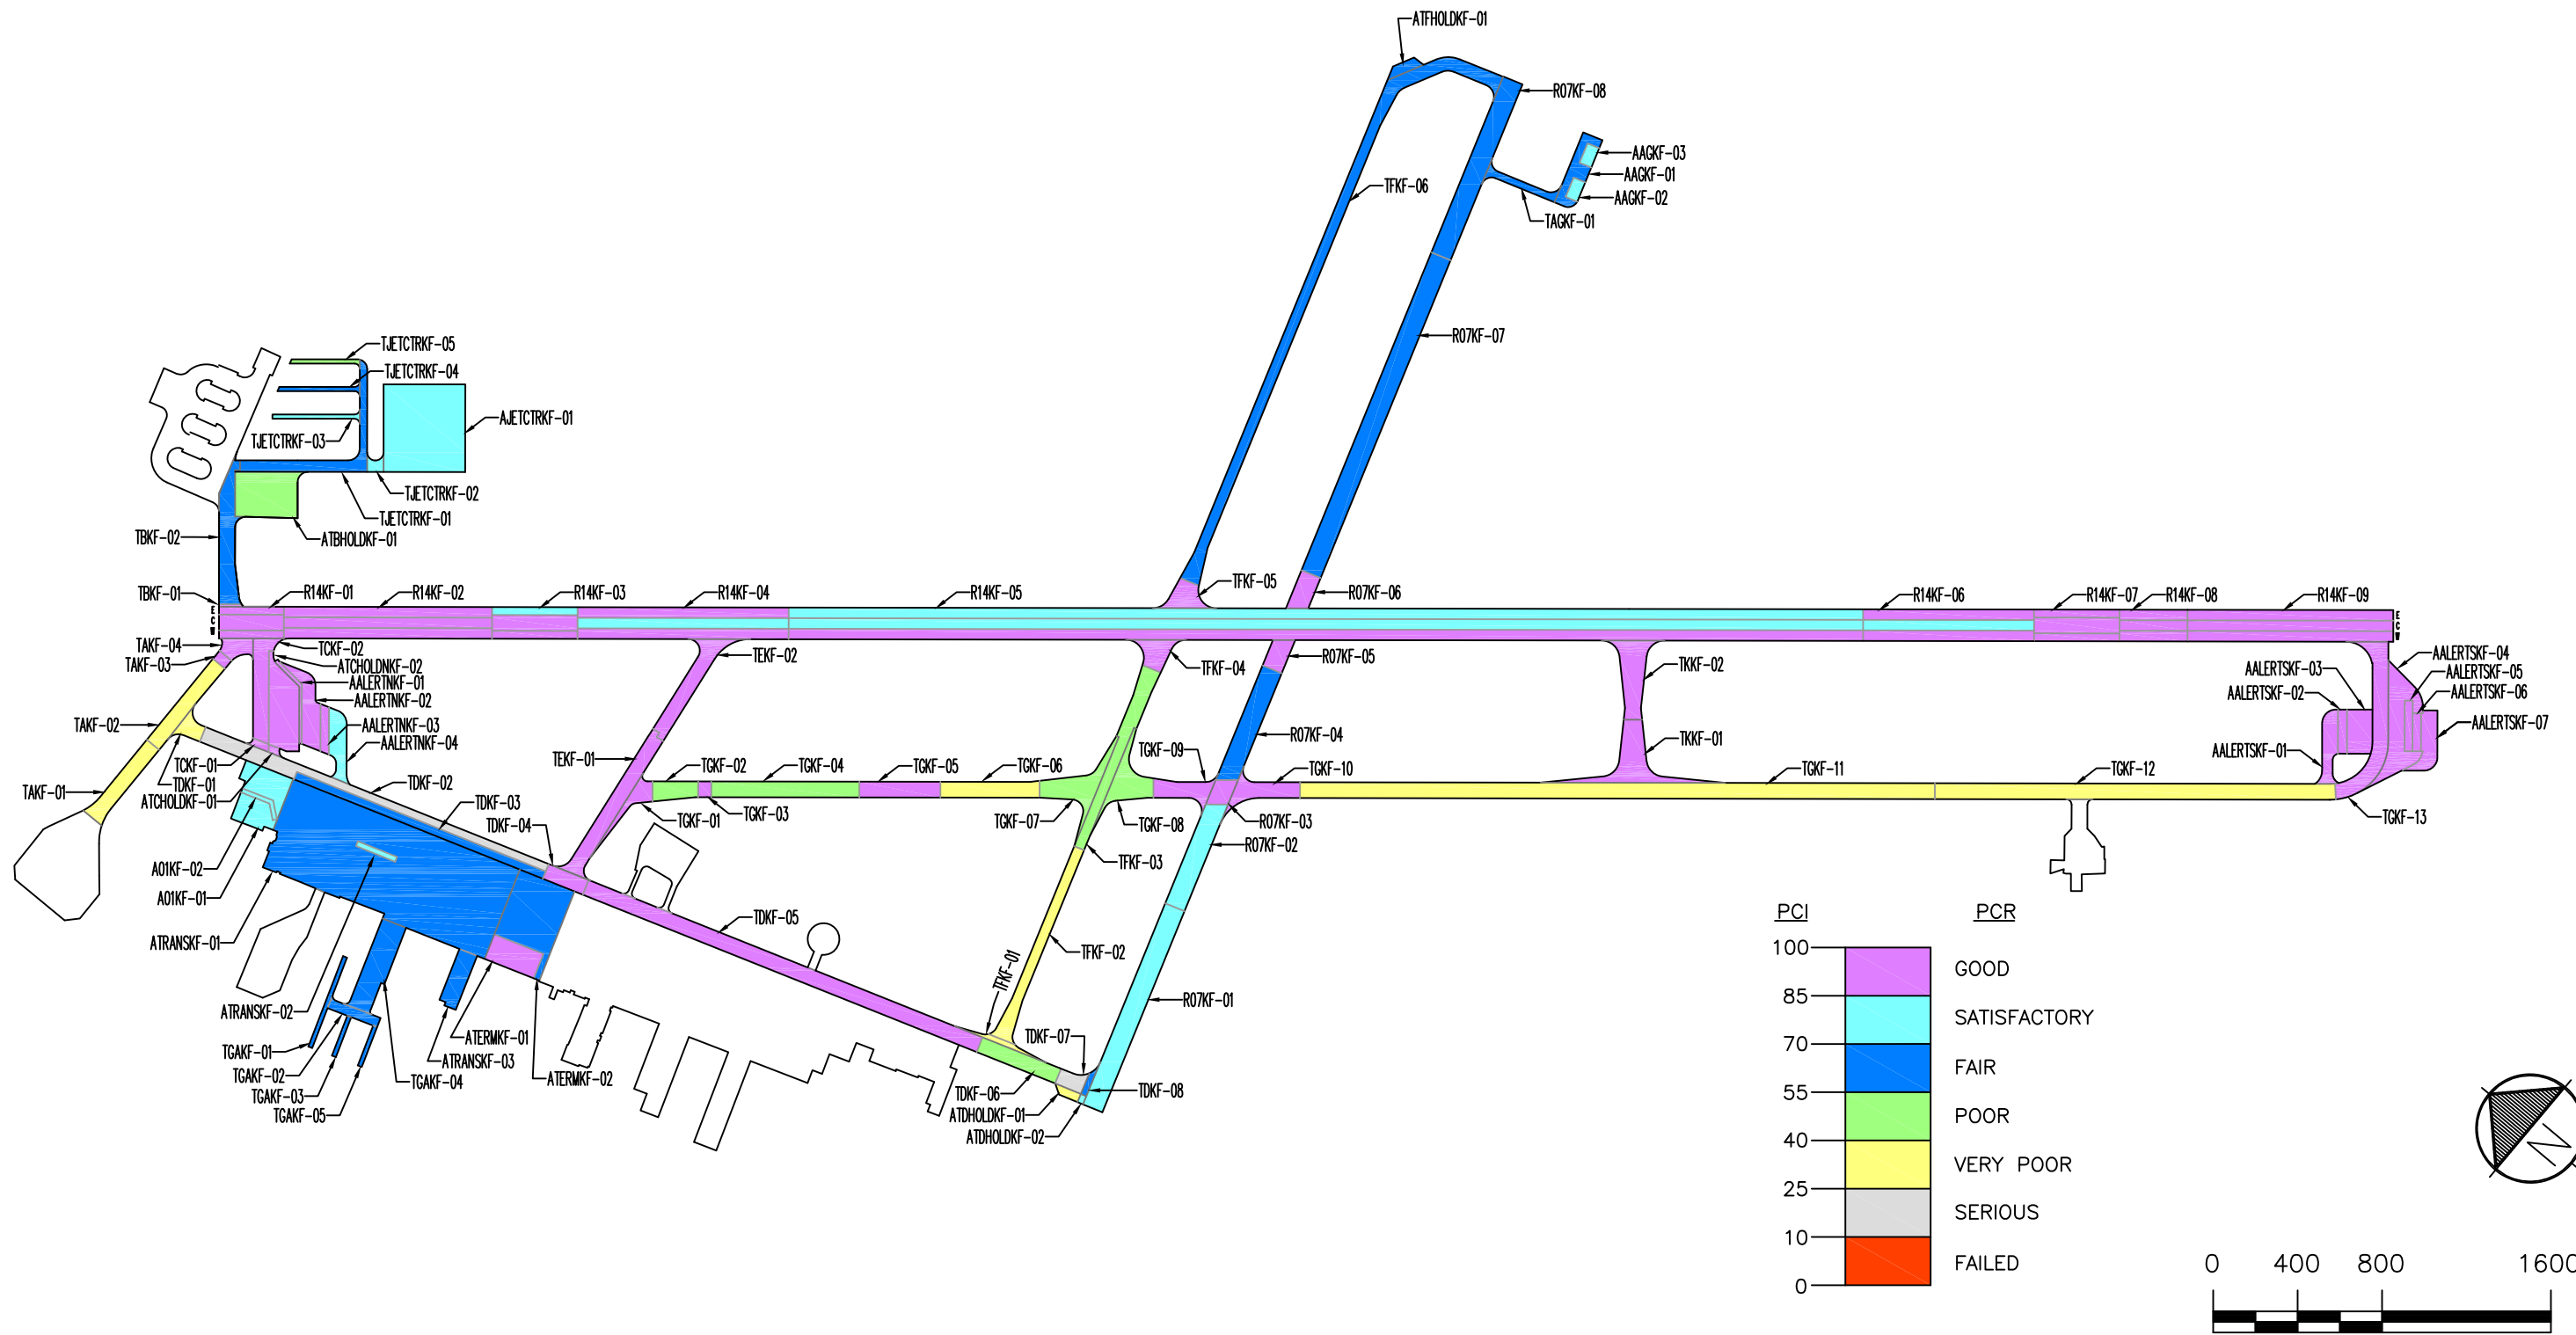 ATFHOLDKF-01
R07KF-08
AAGKF-03
AAGKF-01
AAGKF-02
TAGKF-01
TFKF-06
R07KF-07
TJETCTRKF-05
TJETCTRKF-04
AJETCTRKF-01
TJETCTRKF-03
TJETCTRKF-02
TJETCTRKF-01
ATBHOLDKF-01
TBKF-02
TBKF-01
R14KF-01
R14KF-02
R14KF-03
R14KF-04
R14KF-05
TFKF-05
R07KF-06
R14KF-06
R14KF-07
R14KF-08
R14KF-09
E
C
W
E
C
W
TAKF-04
TAKF-03
TCKF-02
ATCHOLDNKF-02
AALERTNKF-01
AALERTNKF-02
AALERTNKF-03
AALERTNKF-04
TEKF-02
TFKF-04
R07KF-05
TKKF-02
AALERTSKF-04
AALERTSKF-03
AALERTSKF-05
AALERTSKF-02
AALERTSKF-06
AALERTSKF-07
AALERTSKF-01
TAKF-02
TAKF-01
TCKF-01
TDKF-01
ATCHOLDKF-01
TDKF-02
TDKF-03
TDKF-04
TEKF-01
TGKF-02
TGKF-04
TGKF-05
TGKF-06
TGKF-09
R07KF-04
TKKF-01
TGKF-10
TGKF-11
TGKF-12
TGKF-01
TGKF-03
TGKF-07
TGKF-08
R07KF-03
R07KF-02
TGKF-13
TFKF-03
A01KF-02
A01KF-01
ATRANSKF-01
TDKF-05
TFKF-02
TFKF-01
R07KF-01
ATRANSKF-02
TGAKF-01
TGAKF-02
TGAKF-03
TGAKF-05
TGAKF-04
ATERMKF-01
ATRANSKF-03
ATERMKF-02
TDKF-07
TDKF-06
TDKF-08
ATDHOLDKF-01
ATDHOLDKF-02
PCI PCR
100
GOOD
85
SATISFACTORY
70
FAIR
55
POOR
40
VERY POOR
25
SERIOUS
10
FAILED
0
N
0 400 800 1600